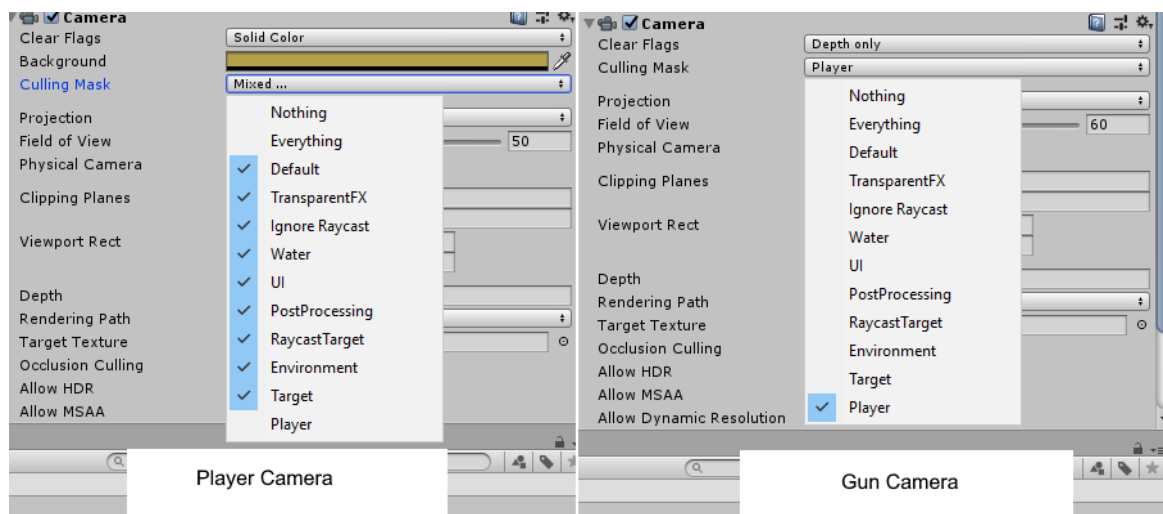 Camera
Clear Flags
Solid Color
Background
Culling Mask
Mixed ...
Nothing
Everything
Default
TransparentFX
Ignore Raycast
Water
UI
PostProcessing
RaycastTarget
Environment
Target
Player
Projection
Field of View
50
Physical Camera
Clipping Planes
Viewport Rect
Depth
Rendering Path
Target Texture
Occlusion Culling
Allow HDR
Allow MSAA
Player Camera
Camera
Clear Flags
Depth only
Culling Mask
Player
Nothing
Everything
Default
TransparentFX
Ignore Raycast
Water
UI
PostProcessing
RaycastTarget
Environment
Target
Player
Projection
Field of View
60
Physical Camera
Clipping Planes
Viewport Rect
Depth
Rendering Path
Target Texture
Occlusion Culling
Allow HDR
Allow MSAA
Allow Dynamic Resolution
Gun Camera